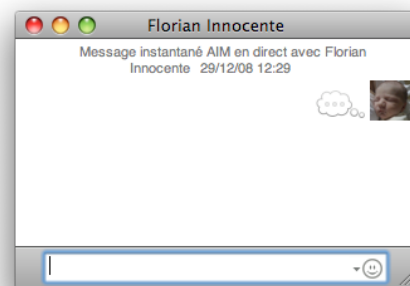 Florian Innocente
Message instantané AIM en direct avec Florian
Innocente 29/12/08 12:29